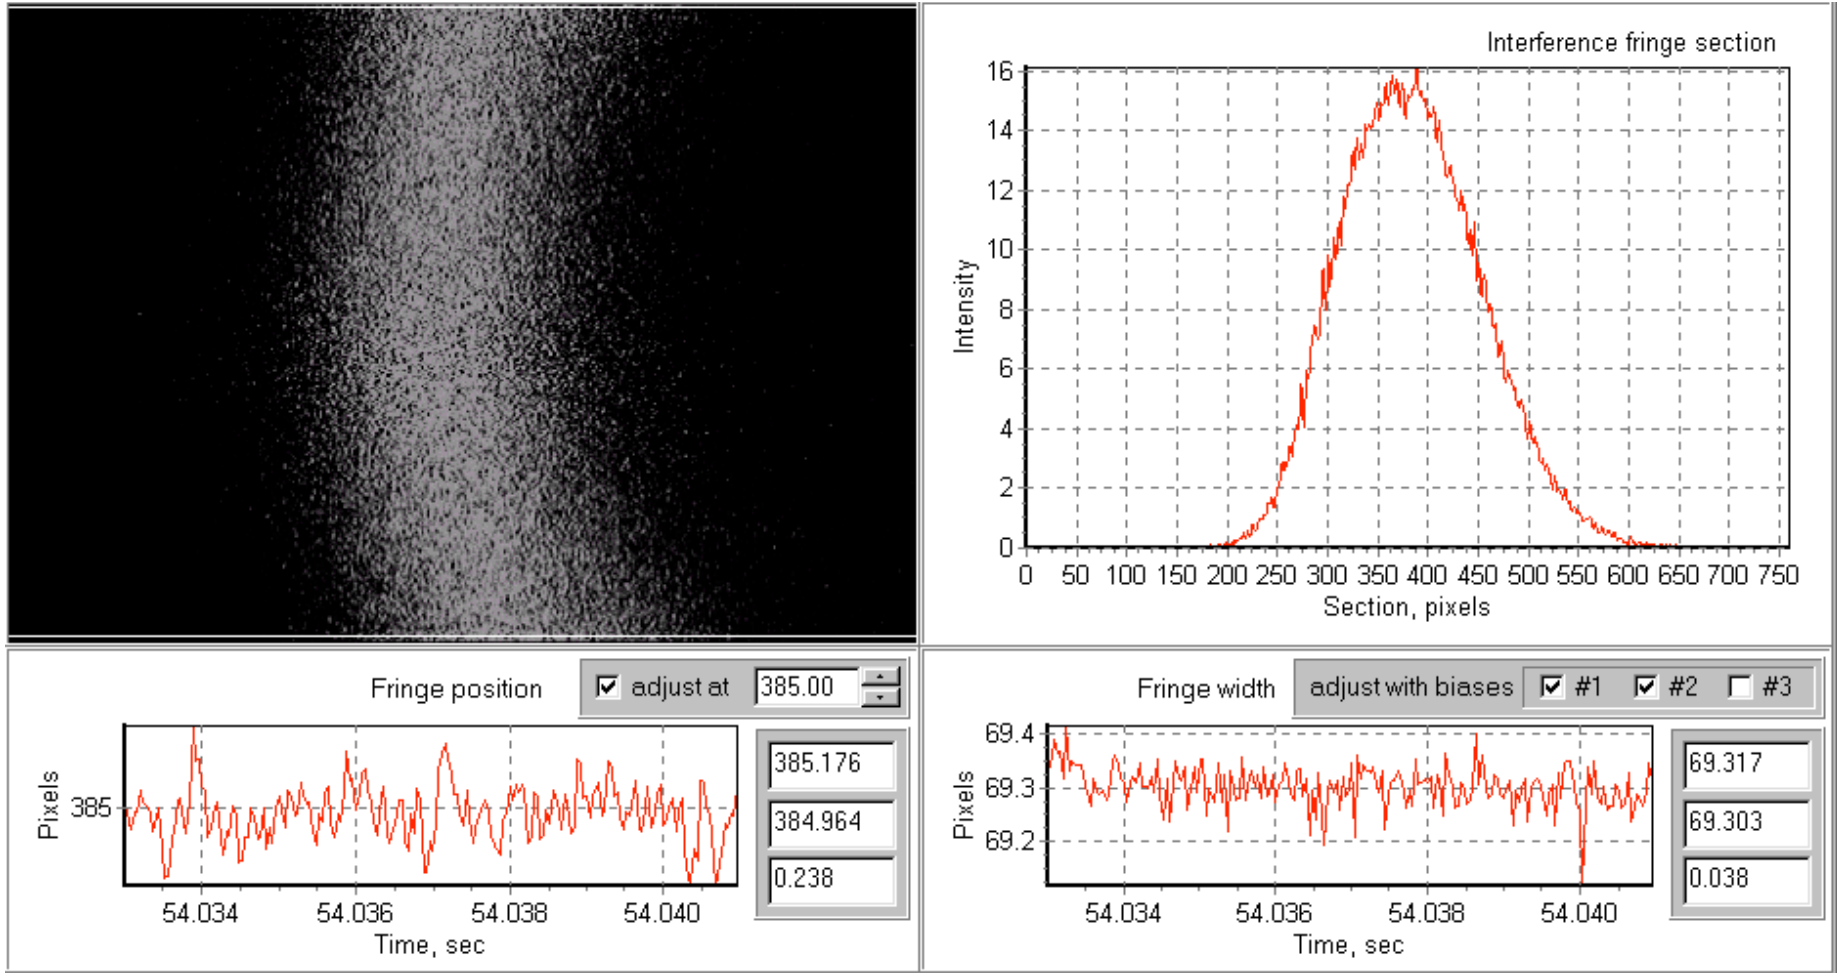 Interference fringe section
16
14
12
10
8
6
4
2
0
Intensity
0 50 100 150 200 250 300 350 400 450 500 550 600 650 700 750
Section, pixels
Fringe position
adjust at 385.00
Pixels
385
54.034 54.036 54.038 54.040
Time, sec
385.176
384.964
0.238
Fringe width
adjust with biases #1 #2 #3
Pixels
69.4
69.3
69.2
54.034 54.036 54.038 54.040
Time, sec
69.317
69.303
0.038